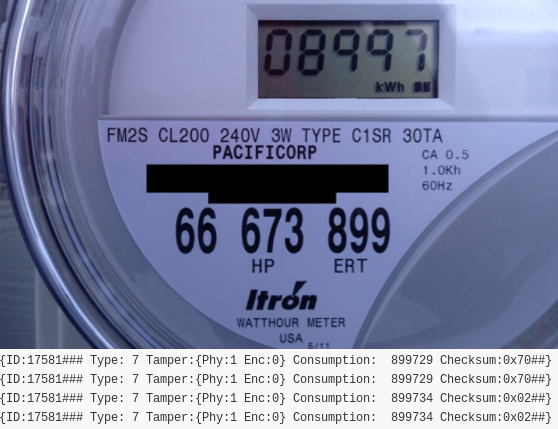 08997
kWh
FM2S CL200 240V 3W TYPE C1SR 30TA
PACIFICORP
CA 0.5
1.0Kh
60Hz
66 673 899
HP ERT
Itron
WATTHOUR METER
USA 5/11
{ID:17581### Type: 7 Tamper:{Phy:1 Enc:0} Consumption: 899729 Checksum:0x70##}
{ID:17581### Type: 7 Tamper:{Phy:1 Enc:0} Consumption: 899729 Checksum:0x70##}
{ID:17581### Type: 7 Tamper:{Phy:1 Enc:0} Consumption: 899734 Checksum:0x02##}
{ID:17581### Type: 7 Tamper:{Phy:1 Enc:0} Consumption: 899734 Checksum:0x02##}